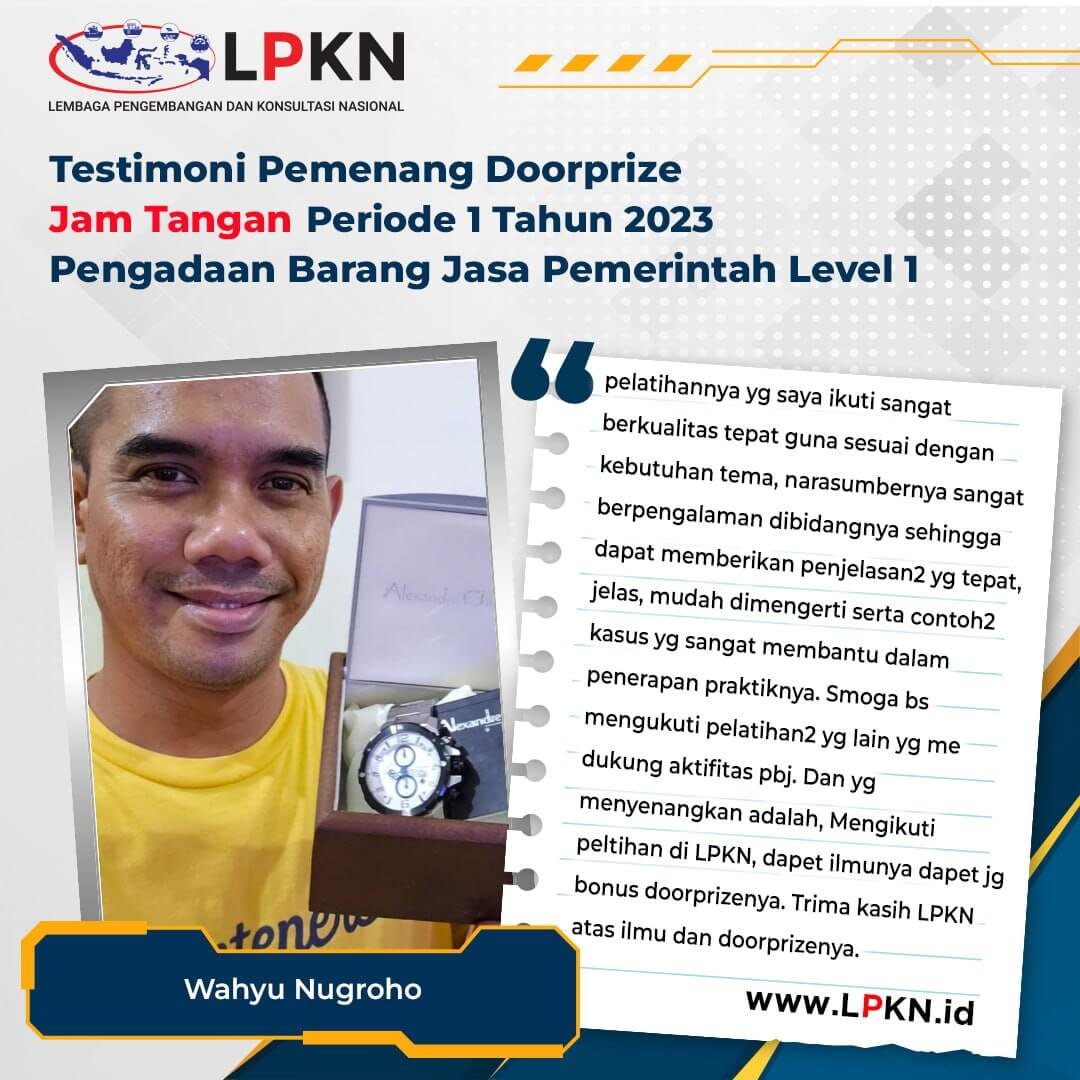 LPKN
LEMBAGA PENGEMBANGAN DAN KONSULTASI NASIONAL
Testimoni Pemenang Doorprize
Jam Tangan Periode 1 Tahun 2023
Pengadaan Barang Jasa Pemerintah Level 1
pelatihannya yg saya ikuti sangat
berkualitas tepat guna sesuai dengan
kebutuhan tema, narasumbernya sangat
berpengalaman dibidangnya sehingga
dapat memberikan penjelasan2 yg tepat,
jelas, mudah dimengerti serta contoh2
kasus yg sangat membantu dalam
penerapan praktiknya. Smoga bs
mengukuti pelatihan2 yg lain yg me
dukung aktifitas pbj. Dan yg
menyenangkan adalah, Mengikuti
peltihan di LPKN, dapet ilmunya dapet jg
bonus doorprizenya. Trima kasih LPKN
atas ilmu dan doorprizenya.
Alexandre
Alexandre
Wahyu Nugroho
www.LPKN.id